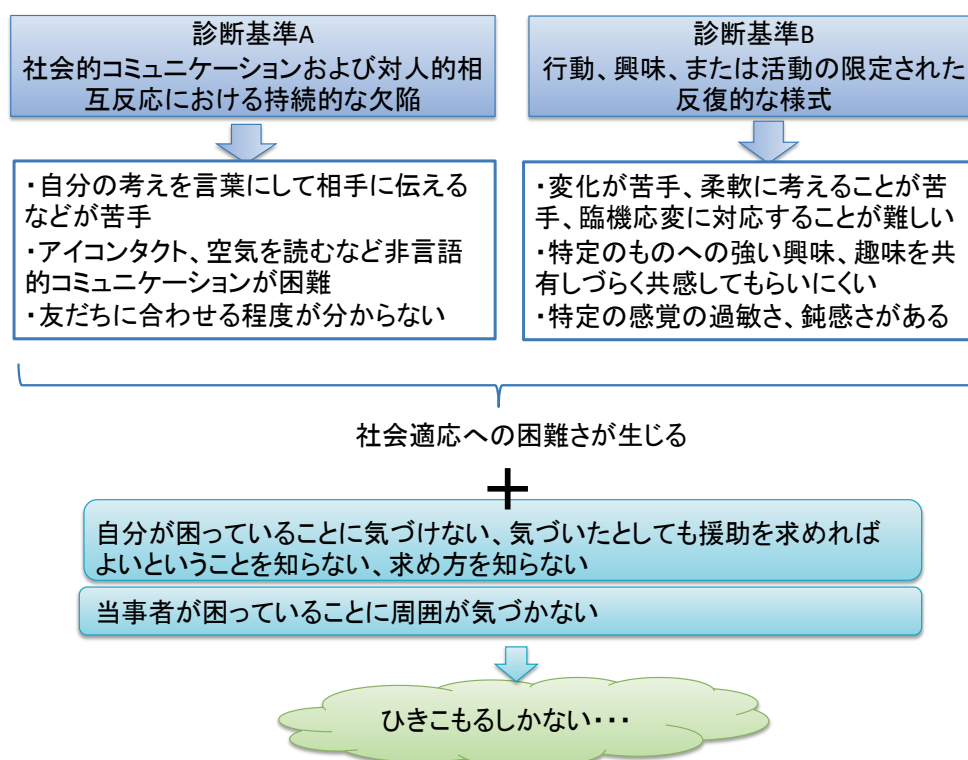 診断基準A
社会的コミュニケーションおよび対人的相
互反応における持続的な欠陥
診断基準B
行動、興味、または活動の限定された
反復的な様式
・自分の考えを言葉にして相手に伝える
などが苦手
・アイコンタクト、空気を読むなど非言語
的コミュニケーションが困難
・友だちに合わせる程度が分からない
・変化が苦手、柔軟に考えることが苦
手、臨機応変に対応することが難しい
・特定のものへの強い興味、趣味を共
有しづらく共感してもらいにくい
・特定の感覚の過敏さ、鈍感さがある
社会適応への困難さが生じる
+
自分が困っていることに気づけない、気づいたとしても援助を求めれば
よいということを知らない、求め方を知らない
当事者が困っていることに周囲が気づかない
ひきこもるしかない・・・